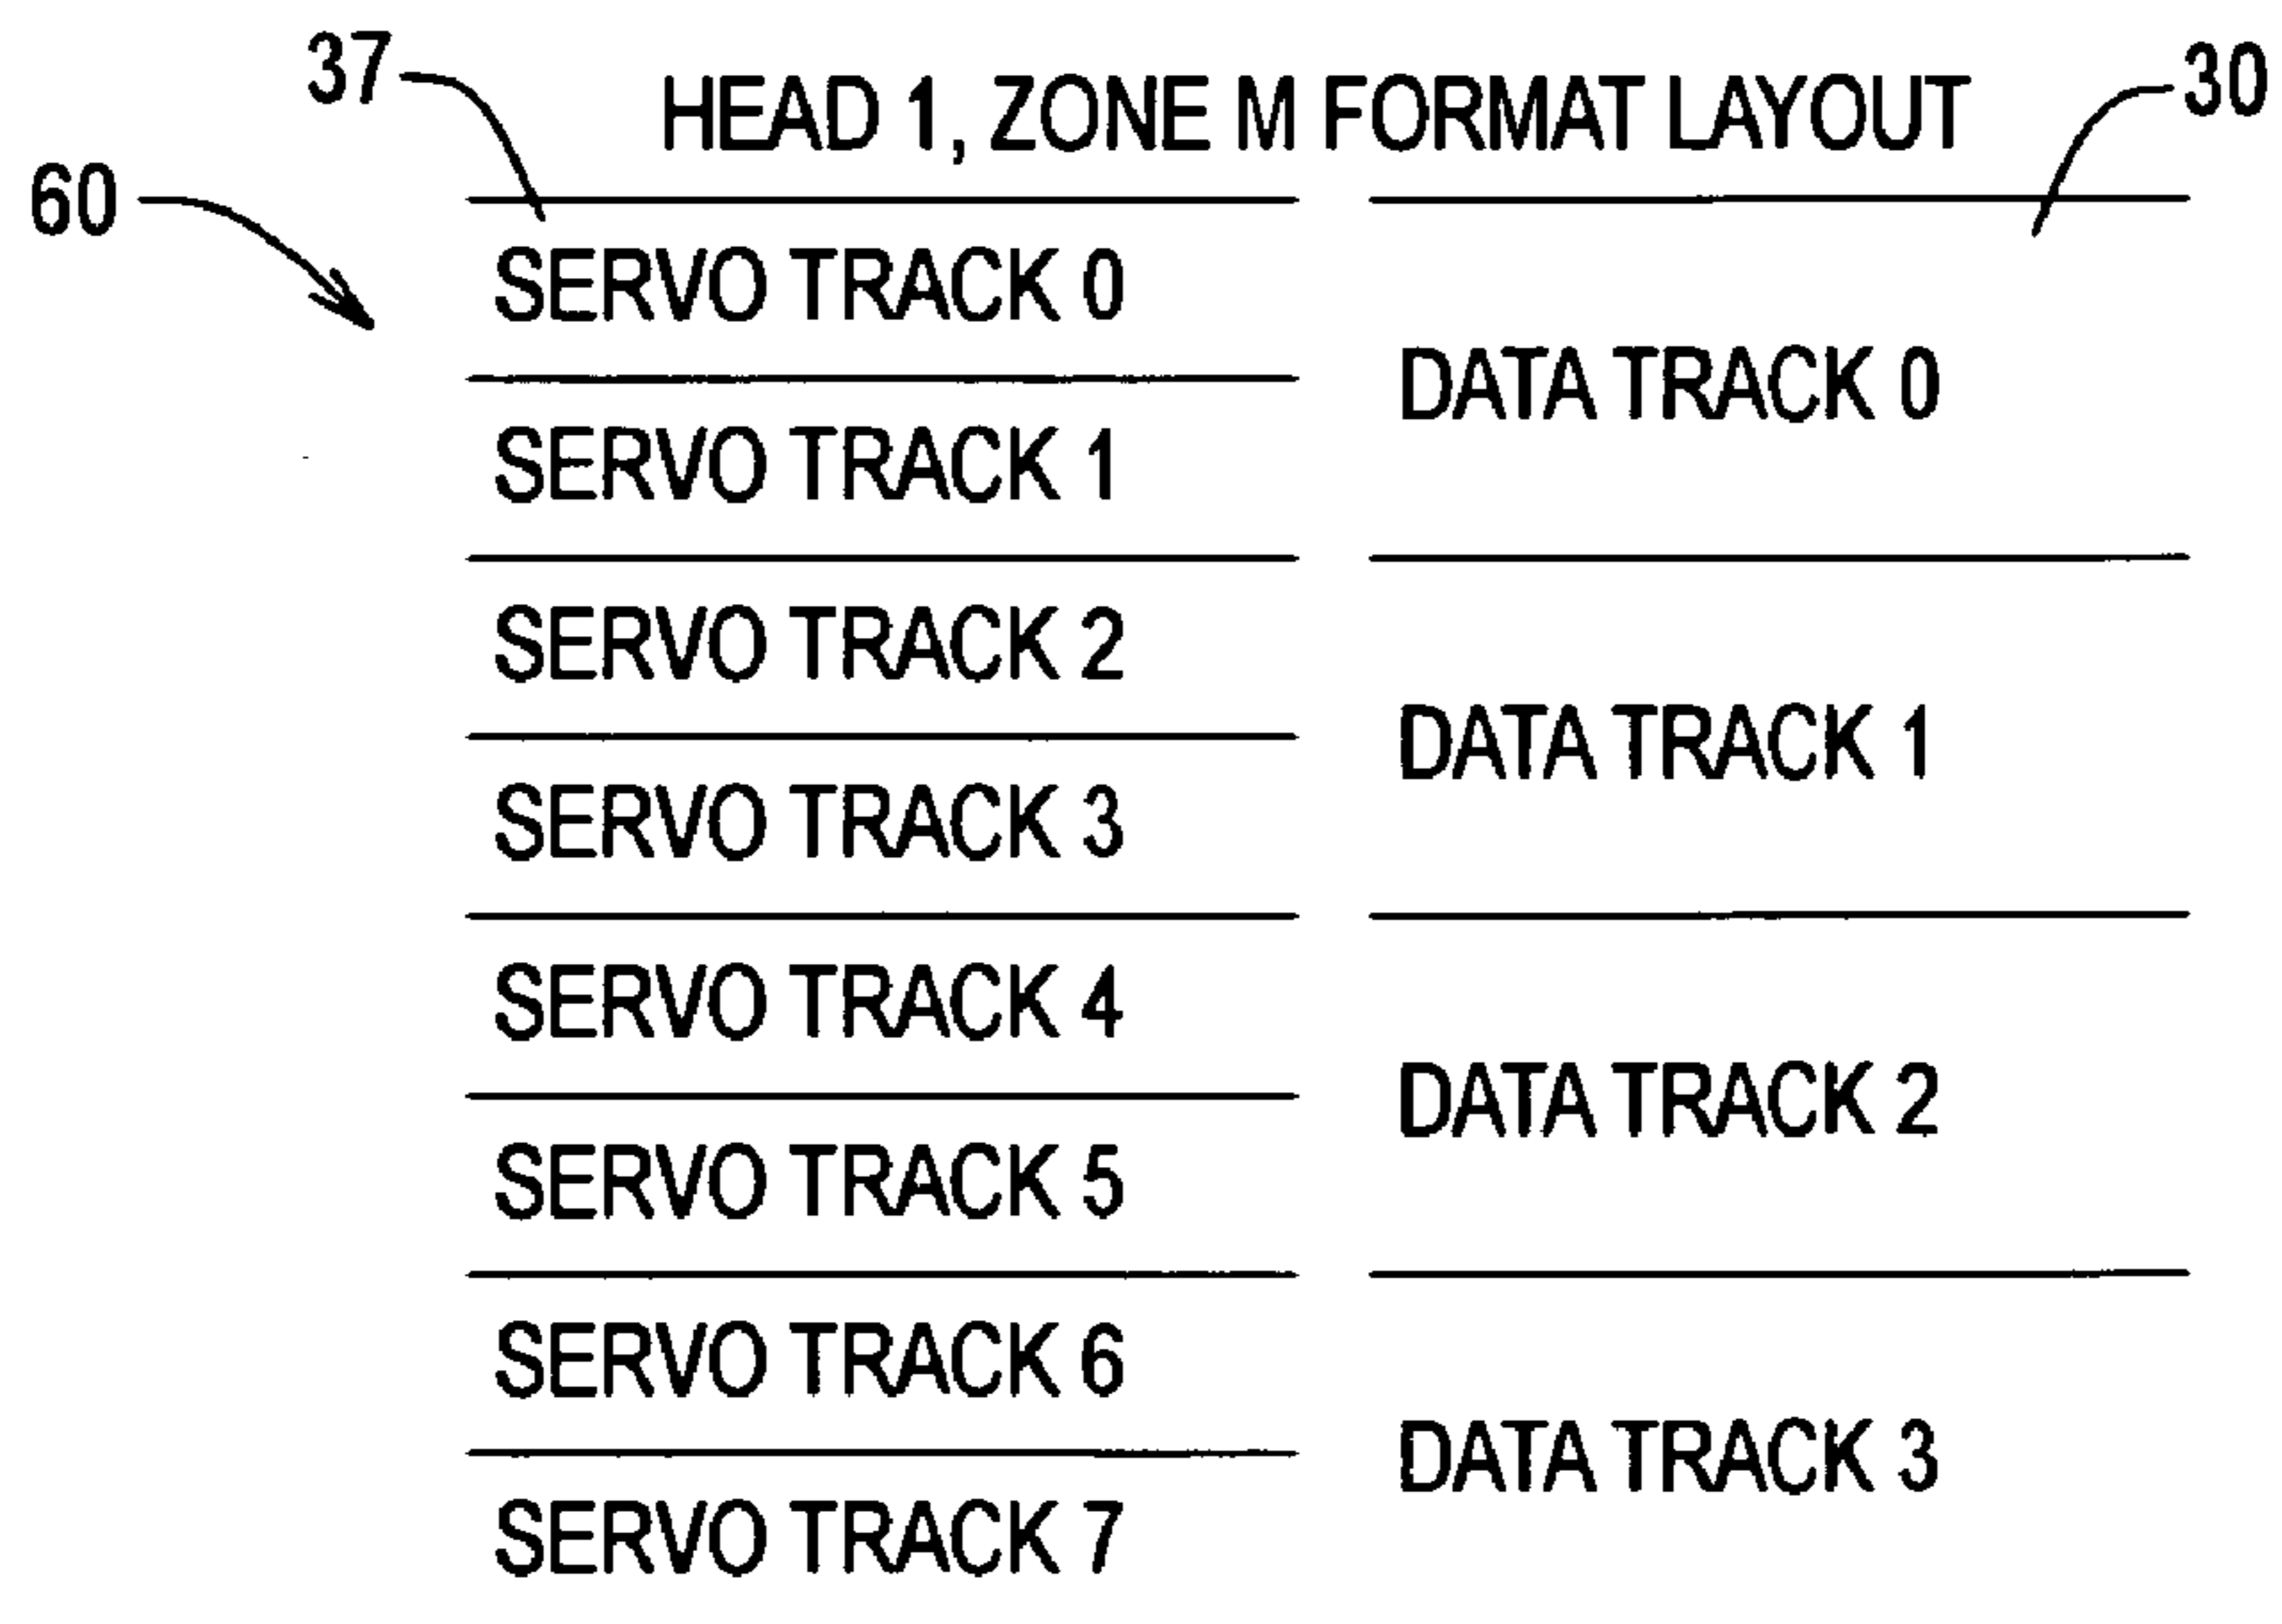 37
HEAD 1, ZONE M FORMAT LAYOUT
30
60
SERVO TRACK 0
DATA TRACK 0
SERVO TRACK 1
SERVO TRACK 2
DATA TRACK 1
SERVO TRACK 3
SERVO TRACK 4
DATA TRACK 2
SERVO TRACK 5
SERVO TRACK 6
DATA TRACK 3
SERVO TRACK 7